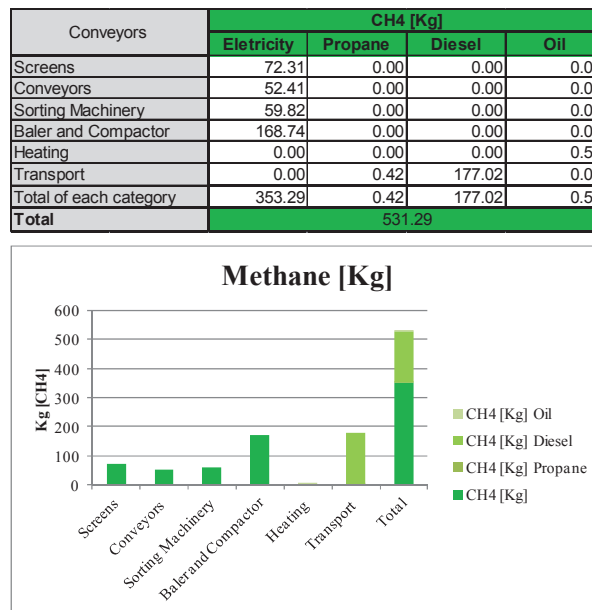 Conveyors CH4 [Kg]
Eletricity Propane Diesel Oil
Screens 72.31 0.00 0.00 0.0
Conveyors 52.41 0.00 0.00 0.0
Sorting Machinery 59.82 0.00 0.00 0.0
Baler and Compactor 168.74 0.00 0.00 0.0
Heating 0.00 0.00 0.00 0.5
Transport 0.00 0.42 177.02 0.0
Total of each category 353.29 0.42 177.02 0.5
Total 531.29
Methane [Kg]
600
500
400
300
200
100
0
Kg [CH4]
Screens
Conveyors
Sorting Machinery
Baler and Compactor
Heating
Transport
Total
CH4 [Kg] Oil
CH4 [Kg] Diesel
CH4 [Kg] Propane
CH4 [Kg]